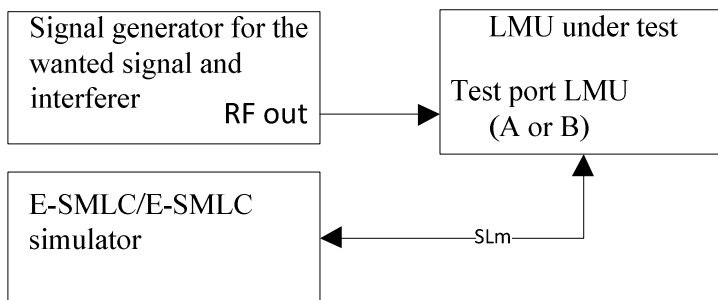 Signal generator for the
wanted signal and
interferer
RF out
LMU under test
Test port LMU
(A or B)
E-SMLC/E-SMLC
simulator
SLm